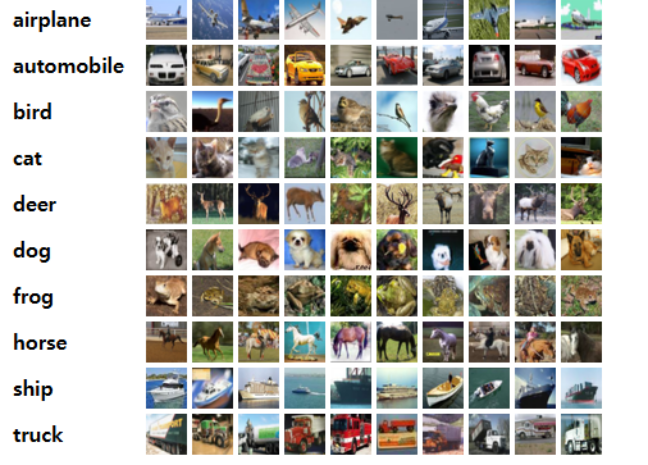 airplane
automobile
bird
cat
deer
dog
frog
horse
ship
truck